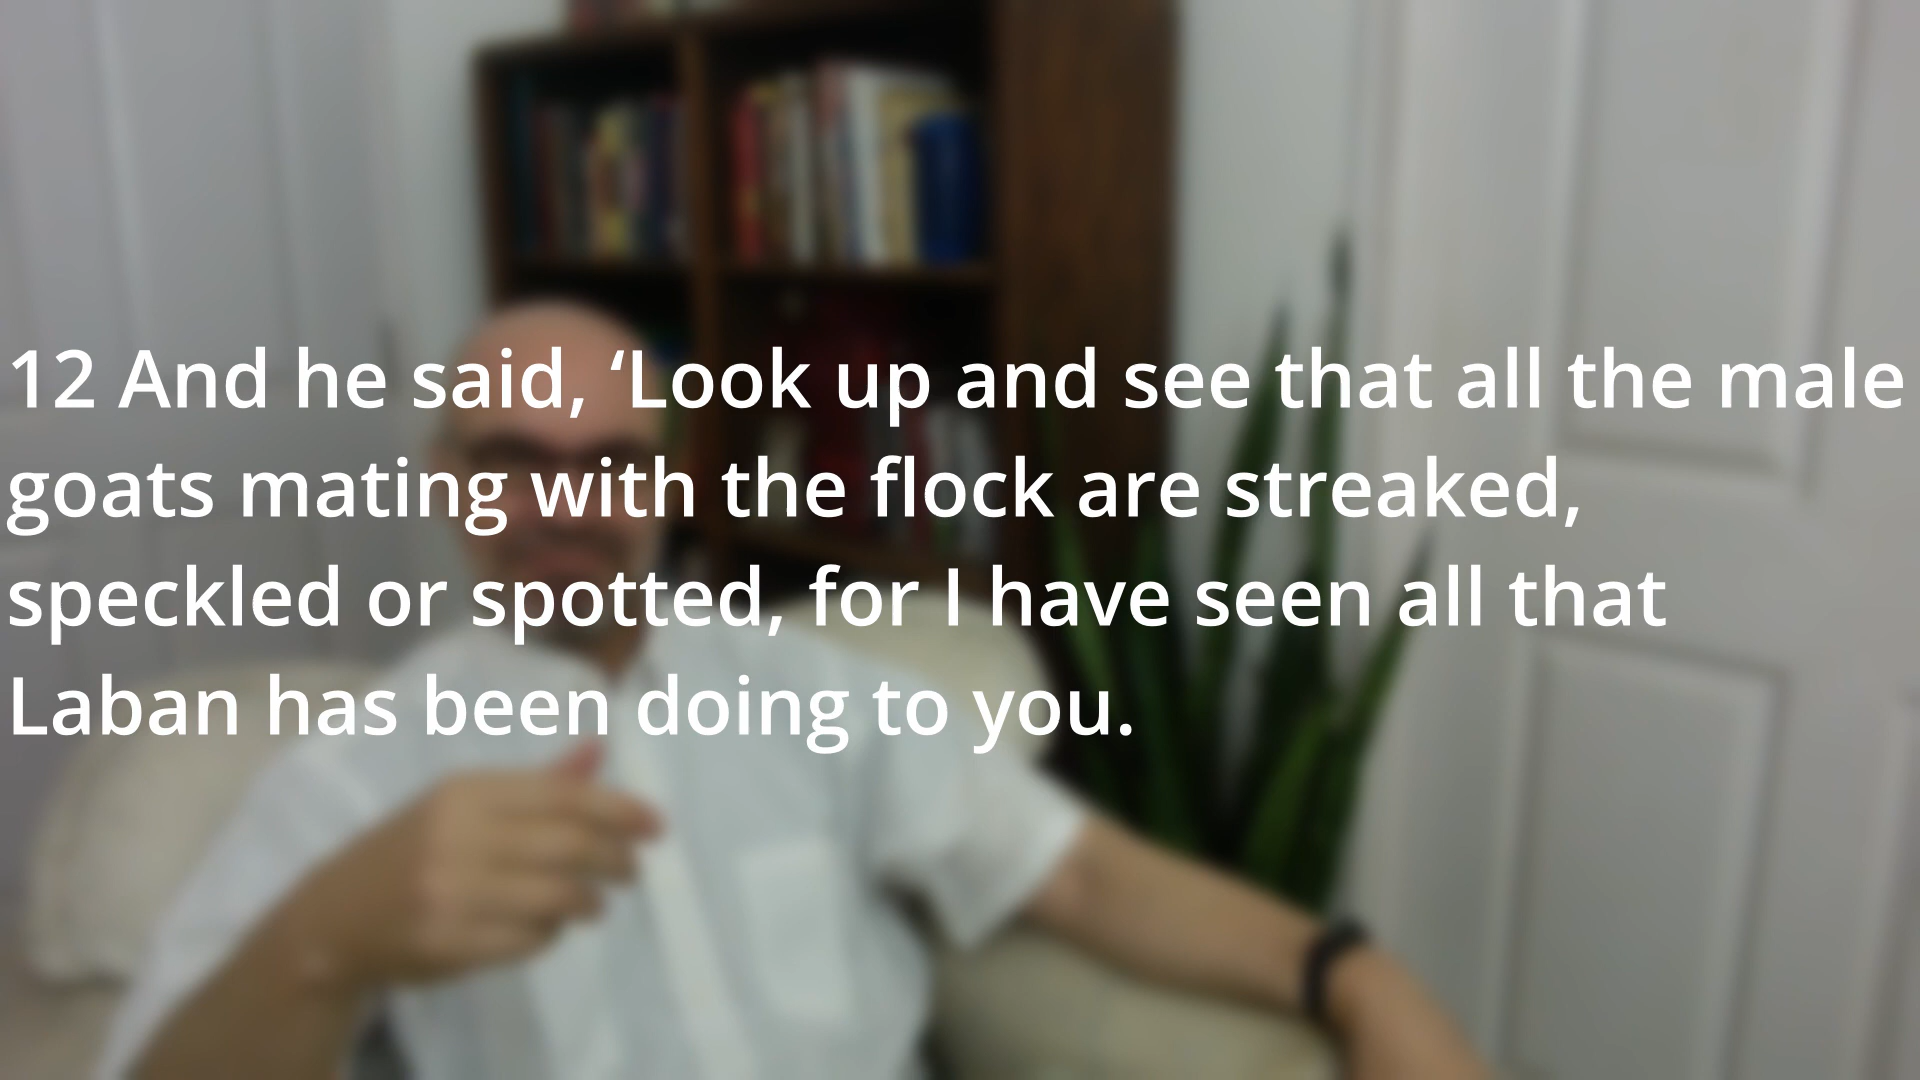 12 And he said, ‘Look up and see that all the male
goats mating with the flock are streaked,
speckled or spotted, for I have seen all that
Laban has been doing to you.